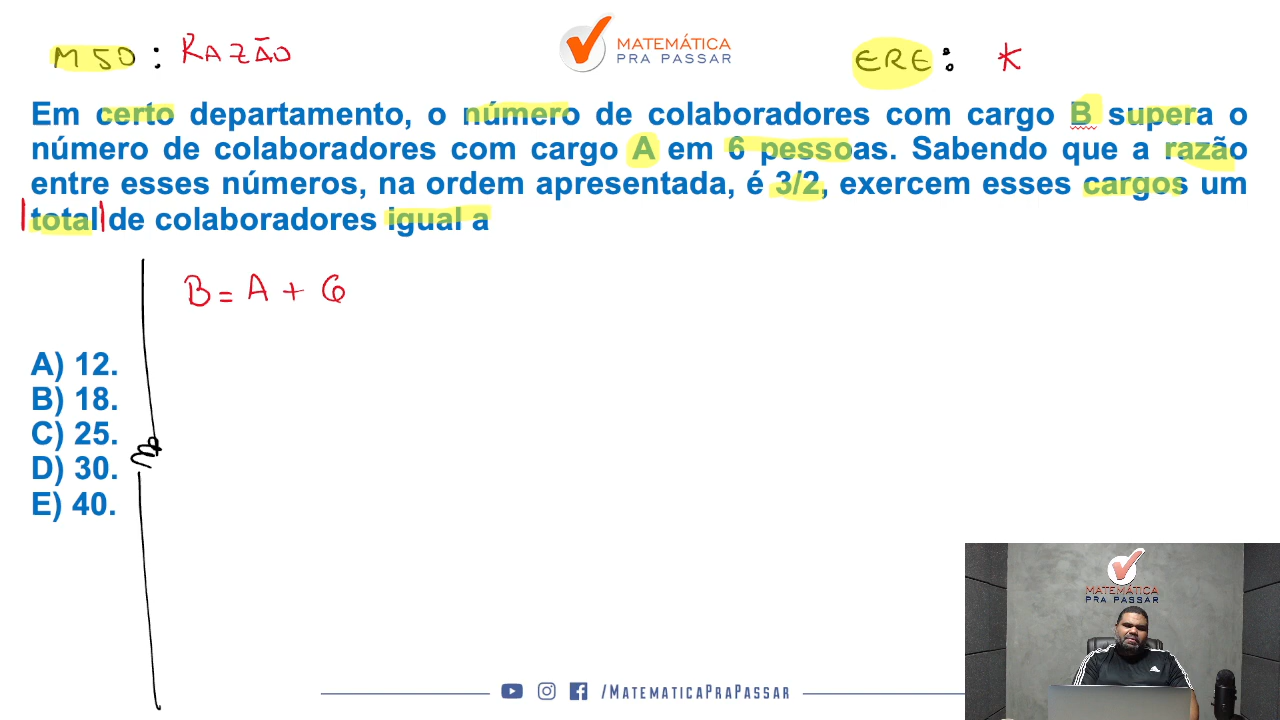 M50 : RAZÃO
MATEMÁTICA
PRA PASSAR
ERE : K
Em certo departamento, o número de colaboradores com cargo B supera o
número de colaboradores com cargo A em 6 pessoas. Sabendo que a razão
entre esses números, na ordem apresentada, é 3/2, exercem esses cargos um
total de colaboradores igual a
B = A + 6
A) 12.
B) 18.
C) 25.
D) 30.
E) 40.
MATEMÁTICA
PRA PASSAR
/MATEMATICAPRAPASSAR